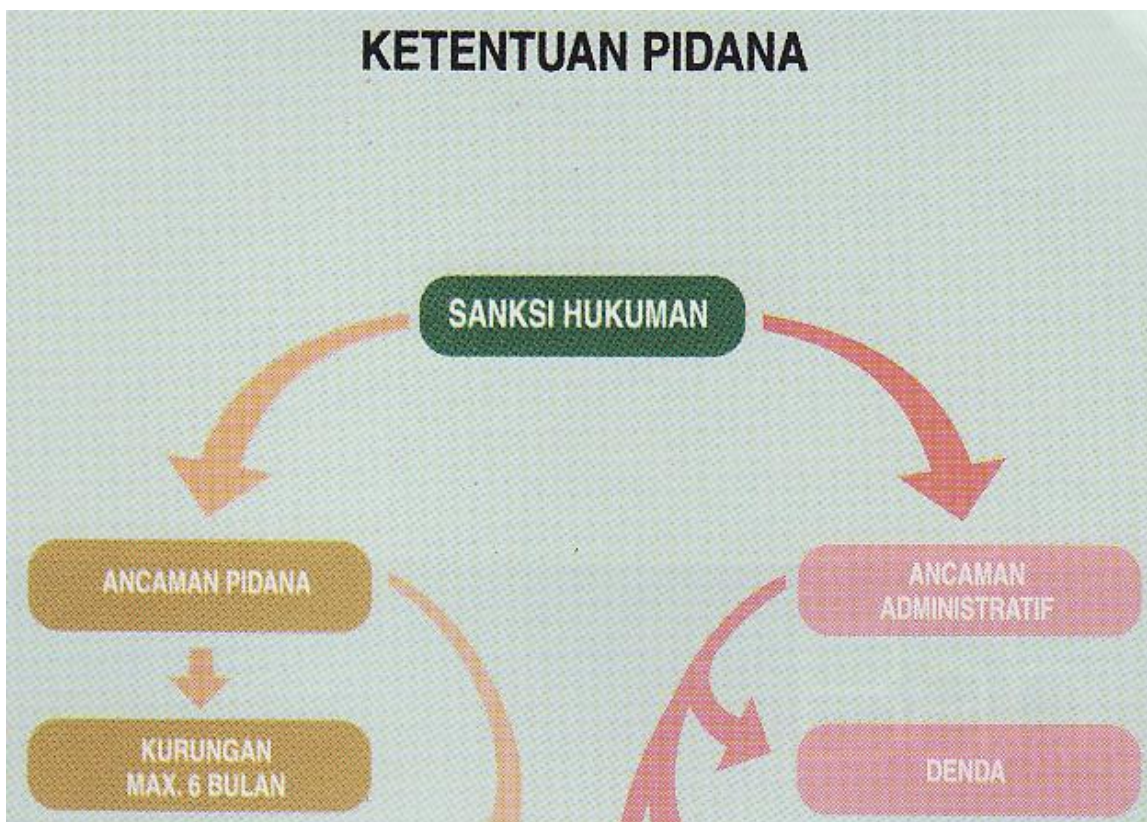 KETENTUAN PIDANA
SANKSI HUKUMAN
ANCAMAN PIDANA
ANCAMAN
ADMINISTRATIF
KURUNGAN
MAX. 6 BULAN
DENDA